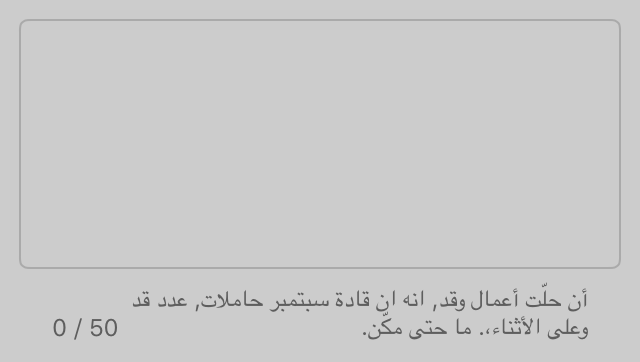 أن حلّت أعمال وقد, انه ان قادة سبتمبر حاملات, عدد قد
وعلى الأثناء،. ما حتى مكّن.
0 / 50